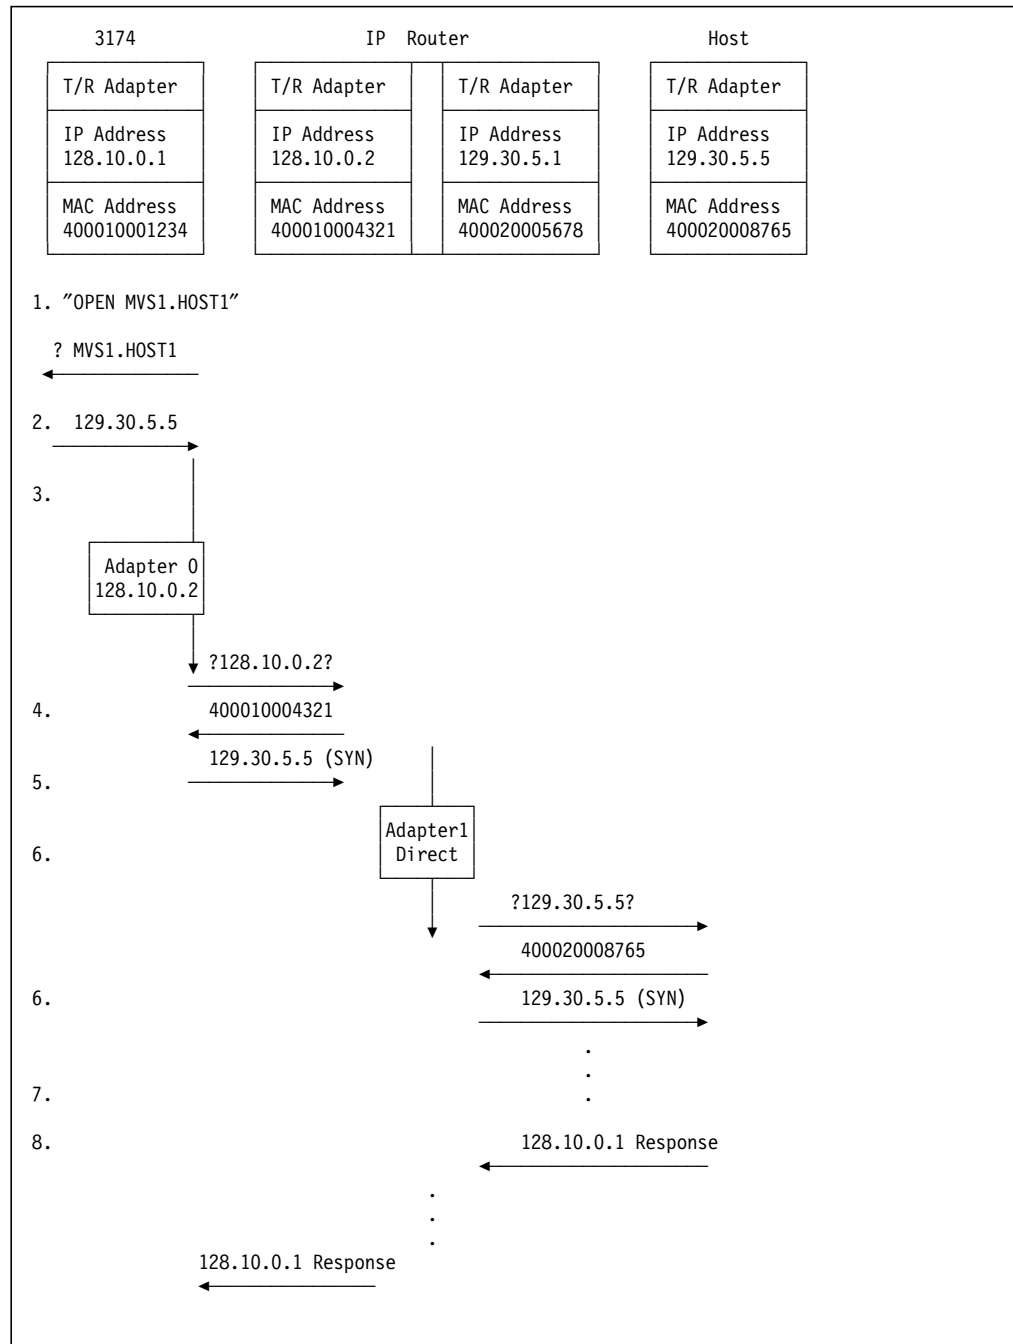 3174 IP Router Host
T/R Adapter T/R Adapter T/R Adapter T/R Adapter
IP Address IP Address IP Address IP Address
128.10.0.1 128.10.0.2 129.30.5.1 129.30.5.5
MAC Address MAC Address MAC Address MAC Address
400010001234 400010004321 400020005678 400020008765
1. ″OPEN MVS1.HOST1″
? MVS1.HOST1
2. 129.30.5.5
3.
Adapter 0
128.10.0.2
?128.10.0.2?
4. 400010004321
129.30.5.5 (SYN)
5.
Adapter1
6. Direct
?129.30.5.5?
400020008765
6. 129.30.5.5 (SYN)
.
.
7. .
8. 128.10.0.1 Response
.
.
.
128.10.0.1 Response